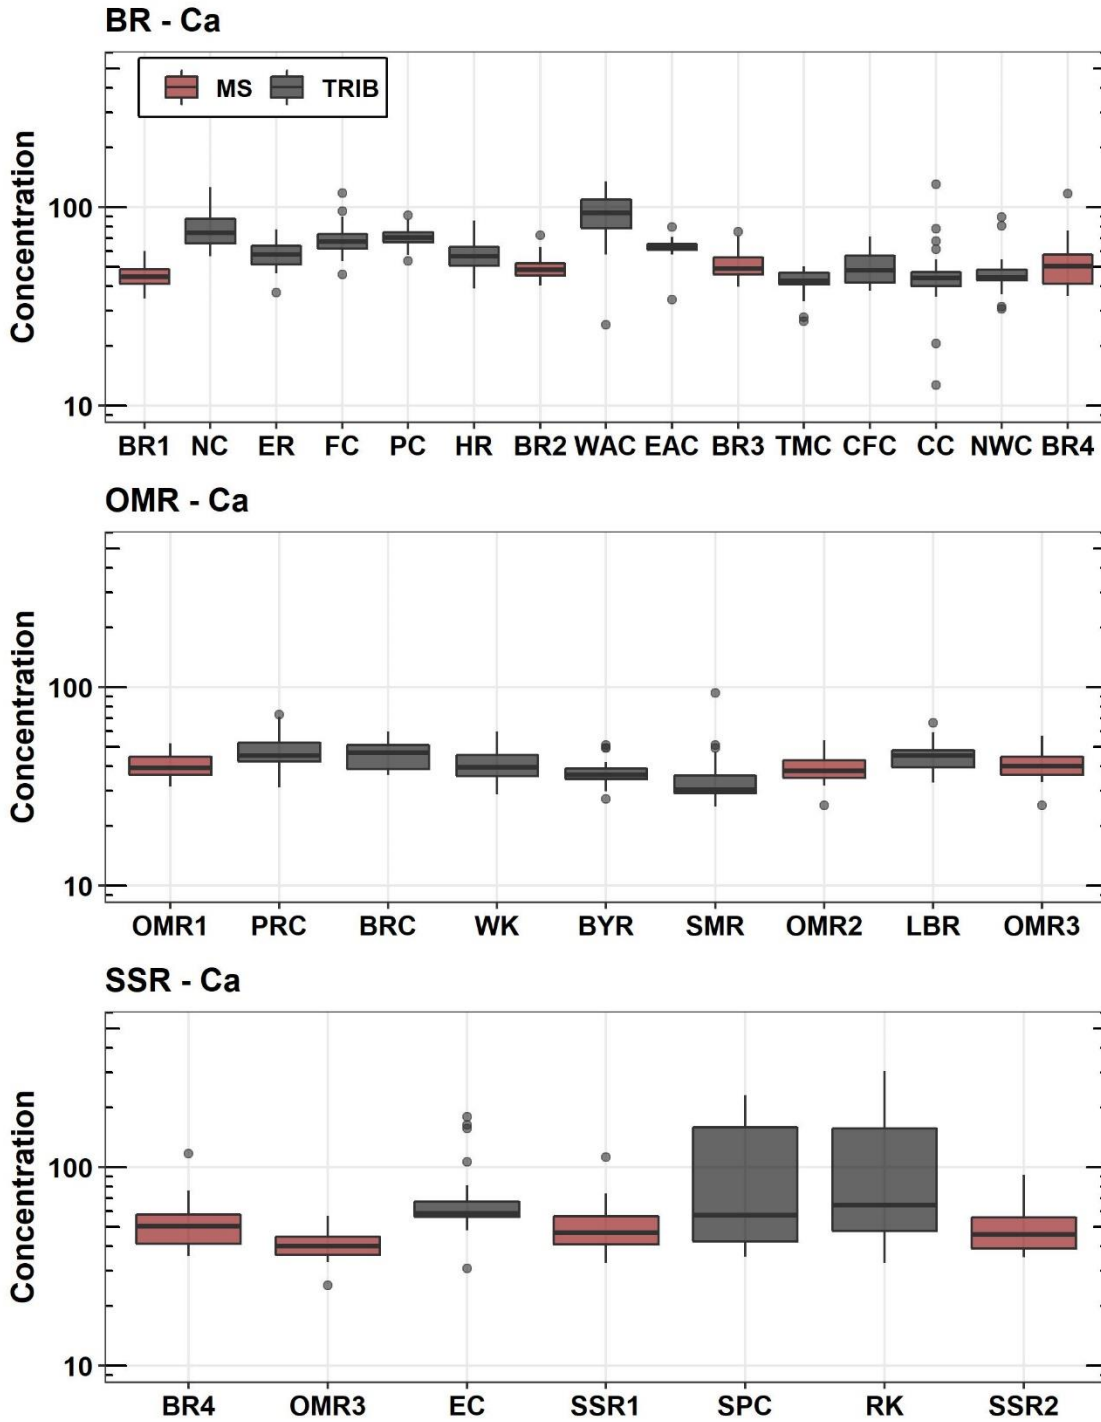 BR - Ca
MS TRIB
Concentration
100
10
BR1 NC ER FC PC HR BR2 WAC EAC BR3 TMC CFC CC NWC BR4
OMR - Ca
Concentration
100
10
OMR1 PRC BRC WK BYR SMR OMR2 LBR OMR3
SSR - Ca
Concentration
100
10
BR4 OMR3 EC SSR1 SPC RK SSR2